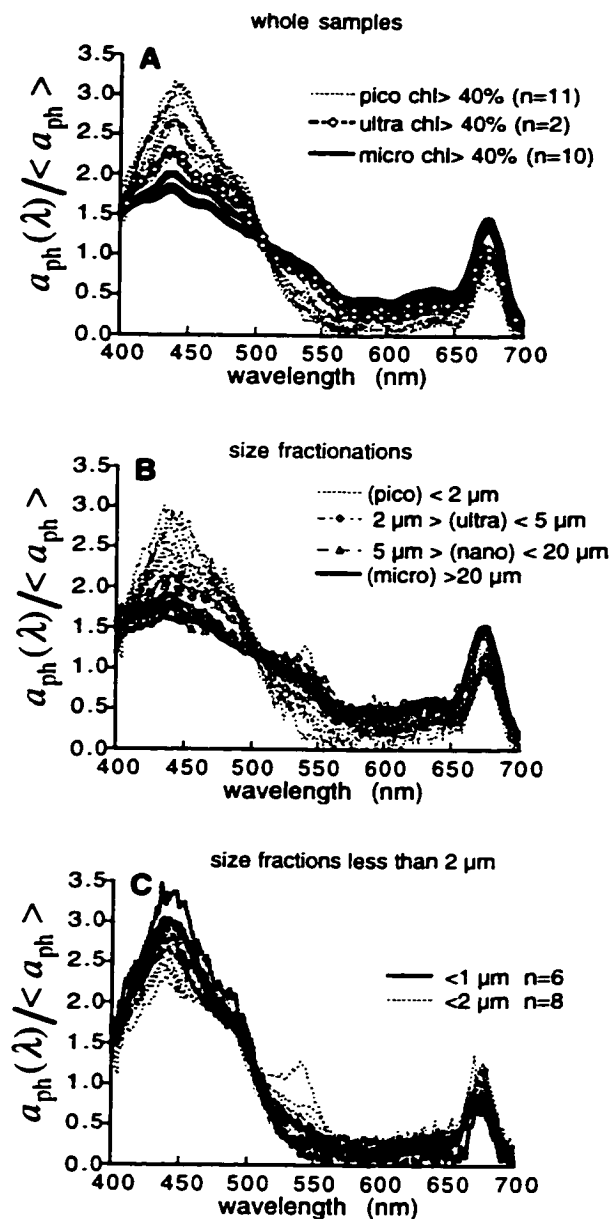 whole samples
A
3.5
3.0
2.5
2.0
1.5
1.0
0.5
0.0
a_ph(λ)/< a_ph >
pico chl> 40% (n=11)
ultra chl> 40% (n=2)
micro chl> 40% (n=10)
400 450 500 550 600 650 700
wavelength (nm)
size fractionations
B
3.5
3.0
2.5
2.0
1.5
1.0
0.5
0.0
a_ph(λ)/< a_ph >
(pico) < 2 µm
2 µm > (ultra) < 5 µm
5 µm > (nano) < 20 µm
(micro) >20 µm
400 450 500 550 600 650 700
wavelength (nm)
size fractions less than 2 µm
C
3.5
3.0
2.5
2.0
1.5
1.0
0.5
0.0
a_ph(λ)/< a_ph >
<1 µm n=6
<2 µm n=8
400 450 500 550 600 650 700
wavelength (nm)